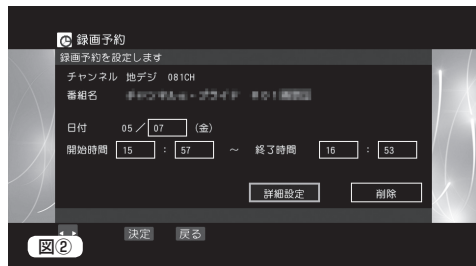 録画予約
録画予約を設定します
チャンネル 地デジ 081CH
番組名
日付 05／07 （金）
開始時間 15 : 57 ～ 終了時間 16 : 53
詳細設定 削除
決定 戻る
図②